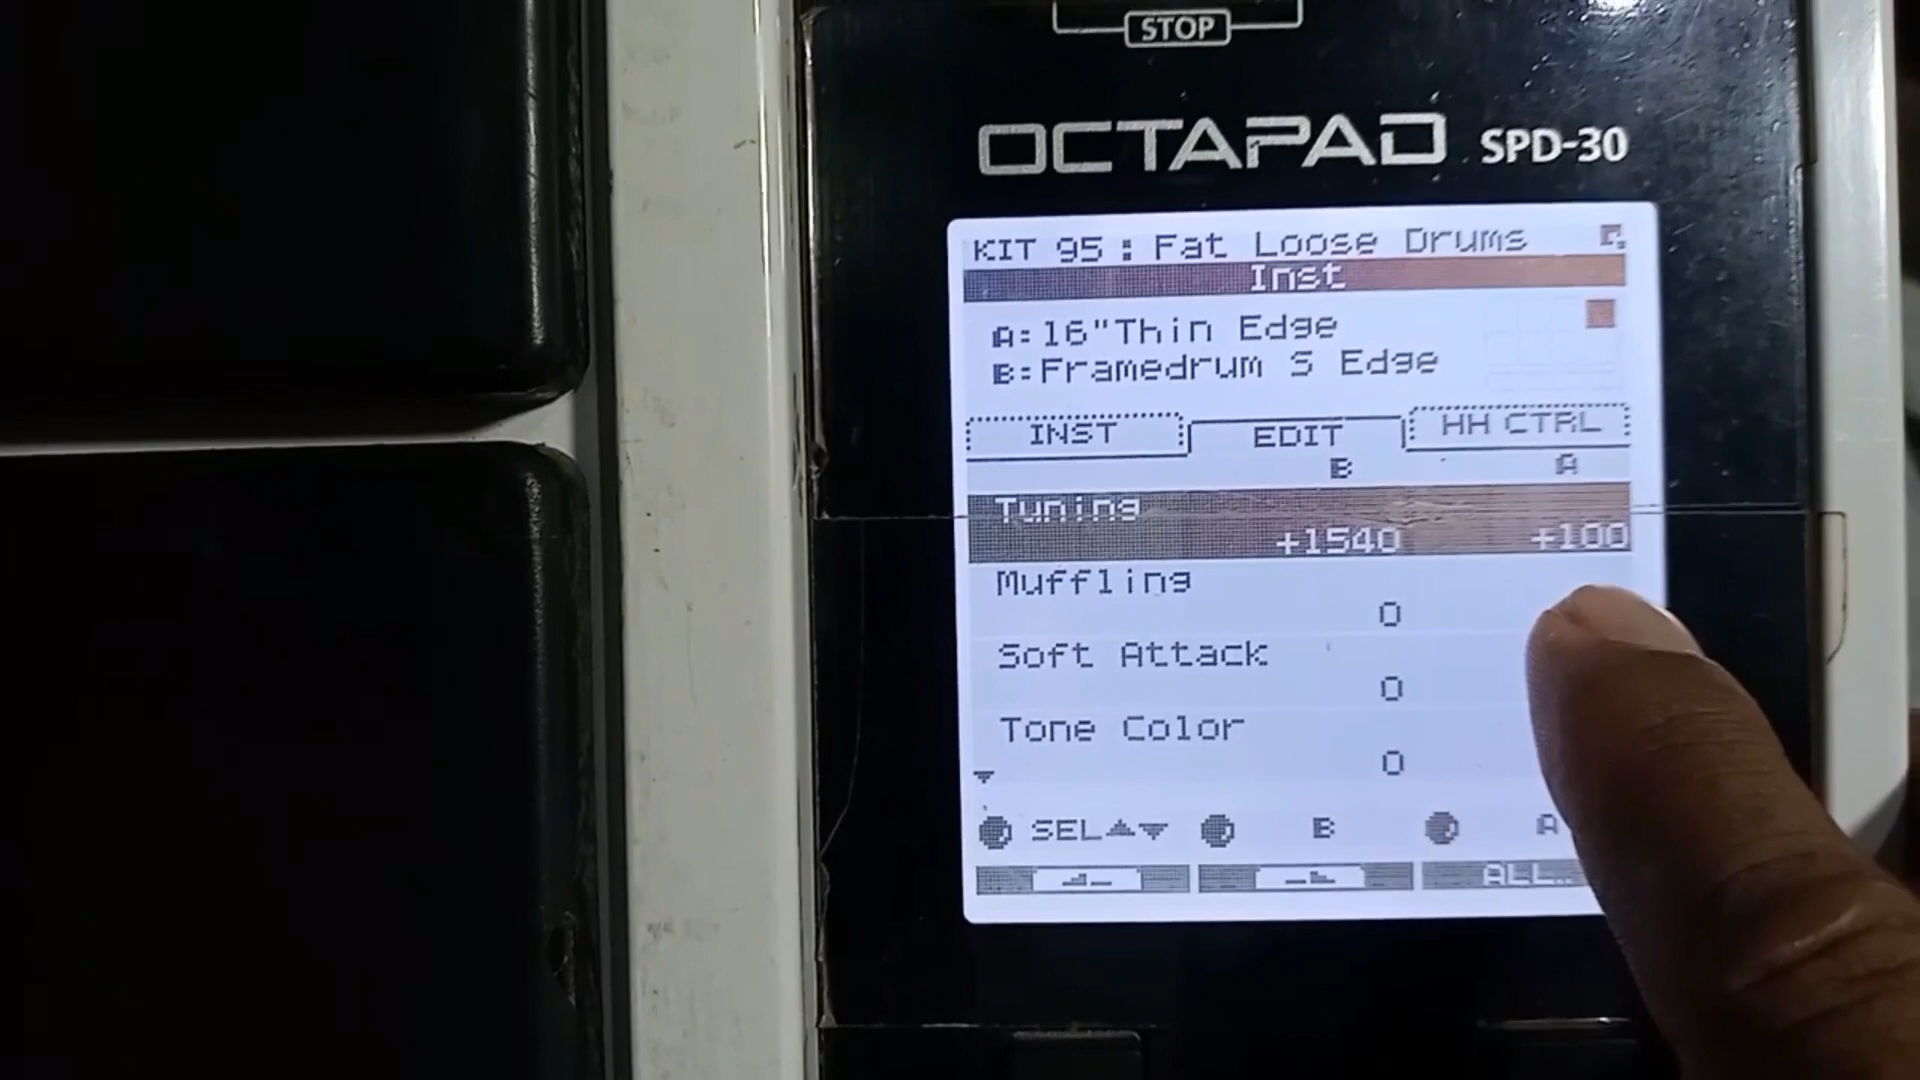 STOP
OCTAPAD SPD-30
KIT 95 : Fat Loose Drums
Inst
A:16"Thin Edge
B:Framedrum S Edge
INST EDIT HH CTRL
B A
Tuning
+1540 +100
Muffling
0
Soft Attack
0
Tone Color
0
SEL▲▼ B A
ALL